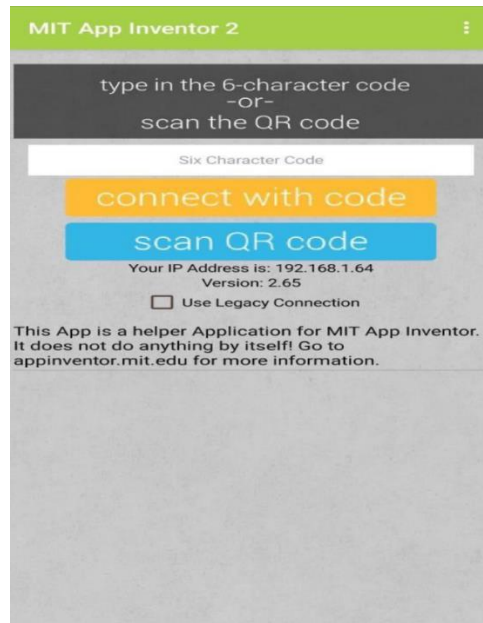 MIT App Inventor 2
type in the 6-character code
-or-
scan the QR code
Six Character Code
connect with code
scan QR code
Your IP Address is: 192.168.1.64
Version: 2.65
Use Legacy Connection
This App is a helper Application for MIT App Inventor.
It does not do anything by itself! Go to
appinventor.mit.edu for more information.